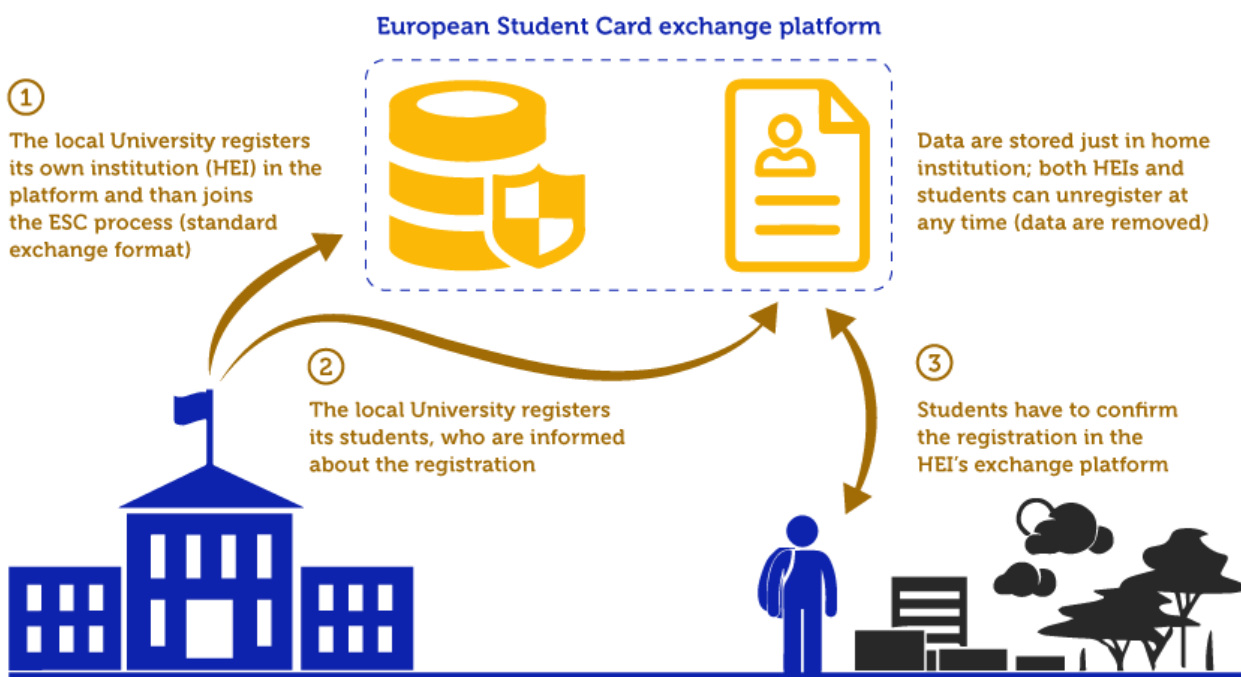 European Student Card exchange platform
1
The local University registers
its own institution (HEI) in the
platform and than joins
the ESC process (standard
exchange format)
Data are stored just in home
institution; both HEIs and
students can unregister at
any time (data are removed)
2
The local University registers
its students, who are informed
about the registration
3
Students have to confirm
the registration in the
HEI's exchange platform